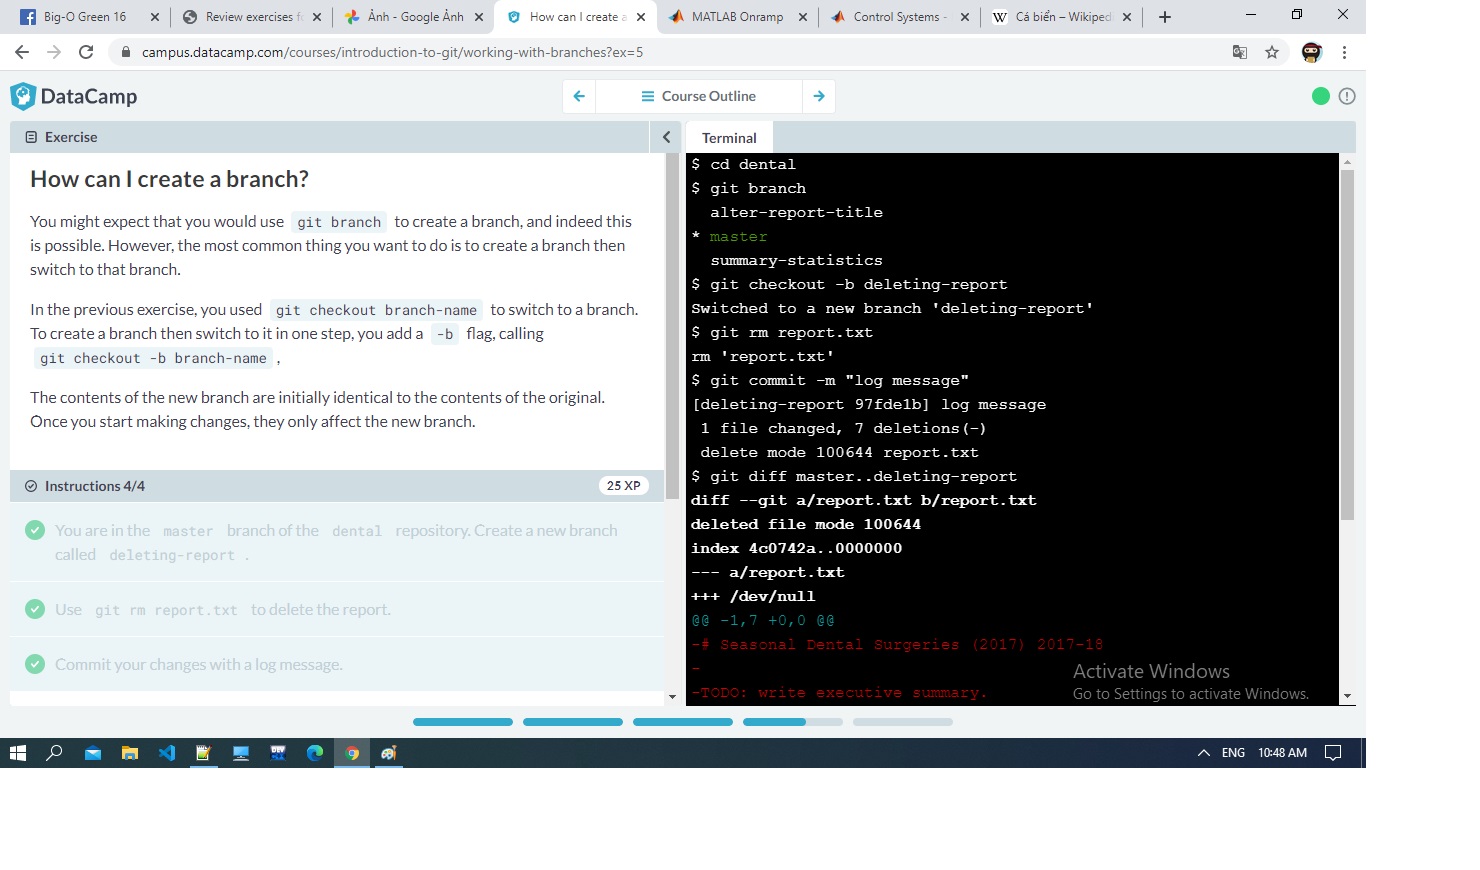 Big-O Green 16
Review exercises f
Ảnh - Google Ảnh
How can I create a
MATLAB Onramp
Control Systems -
W Cá biển – Wikiped
campus.datacamp.com/courses/introduction-to-git/working-with-branches?ex=5
DataCamp
Course Outline
Exercise
How can I create a branch?
You might expect that you would use git branch to create a branch, and indeed this
is possible. However, the most common thing you want to do is to create a branch then
switch to that branch.
In the previous exercise, you used git checkout branch-name to switch to a branch.
To create a branch then switch to it in one step, you add a -b flag, calling
git checkout -b branch-name ,
The contents of the new branch are initially identical to the contents of the original.
Once you start making changes, they only affect the new branch.
Instructions 4/4
25 XP
You are in the master branch of the dental repository. Create a new branch
called deleting-report .
Use git rm report.txt to delete the report.
Commit your changes with a log message.
Terminal
$ cd dental
$ git branch
alter-report-title
* master
summary-statistics
$ git checkout -b deleting-report
Switched to a new branch 'deleting-report'
$ git rm report.txt
rm 'report.txt'
$ git commit -m "log message"
[deleting-report 97fde1b] log message
1 file changed, 7 deletions(-)
delete mode 100644 report.txt
$ git diff master..deleting-report
diff --git a/report.txt b/report.txt
deleted file mode 100644
index 4c0742a..0000000
--- a/report.txt
+++ /dev/null
@@ -1,7 +0,0 @@
-# Seasonal Dental Surgeries (2017) 2017-18
-
-TODO: write executive summary.
Activate Windows
Go to Settings to activate Windows.
ENG
10:48 AM